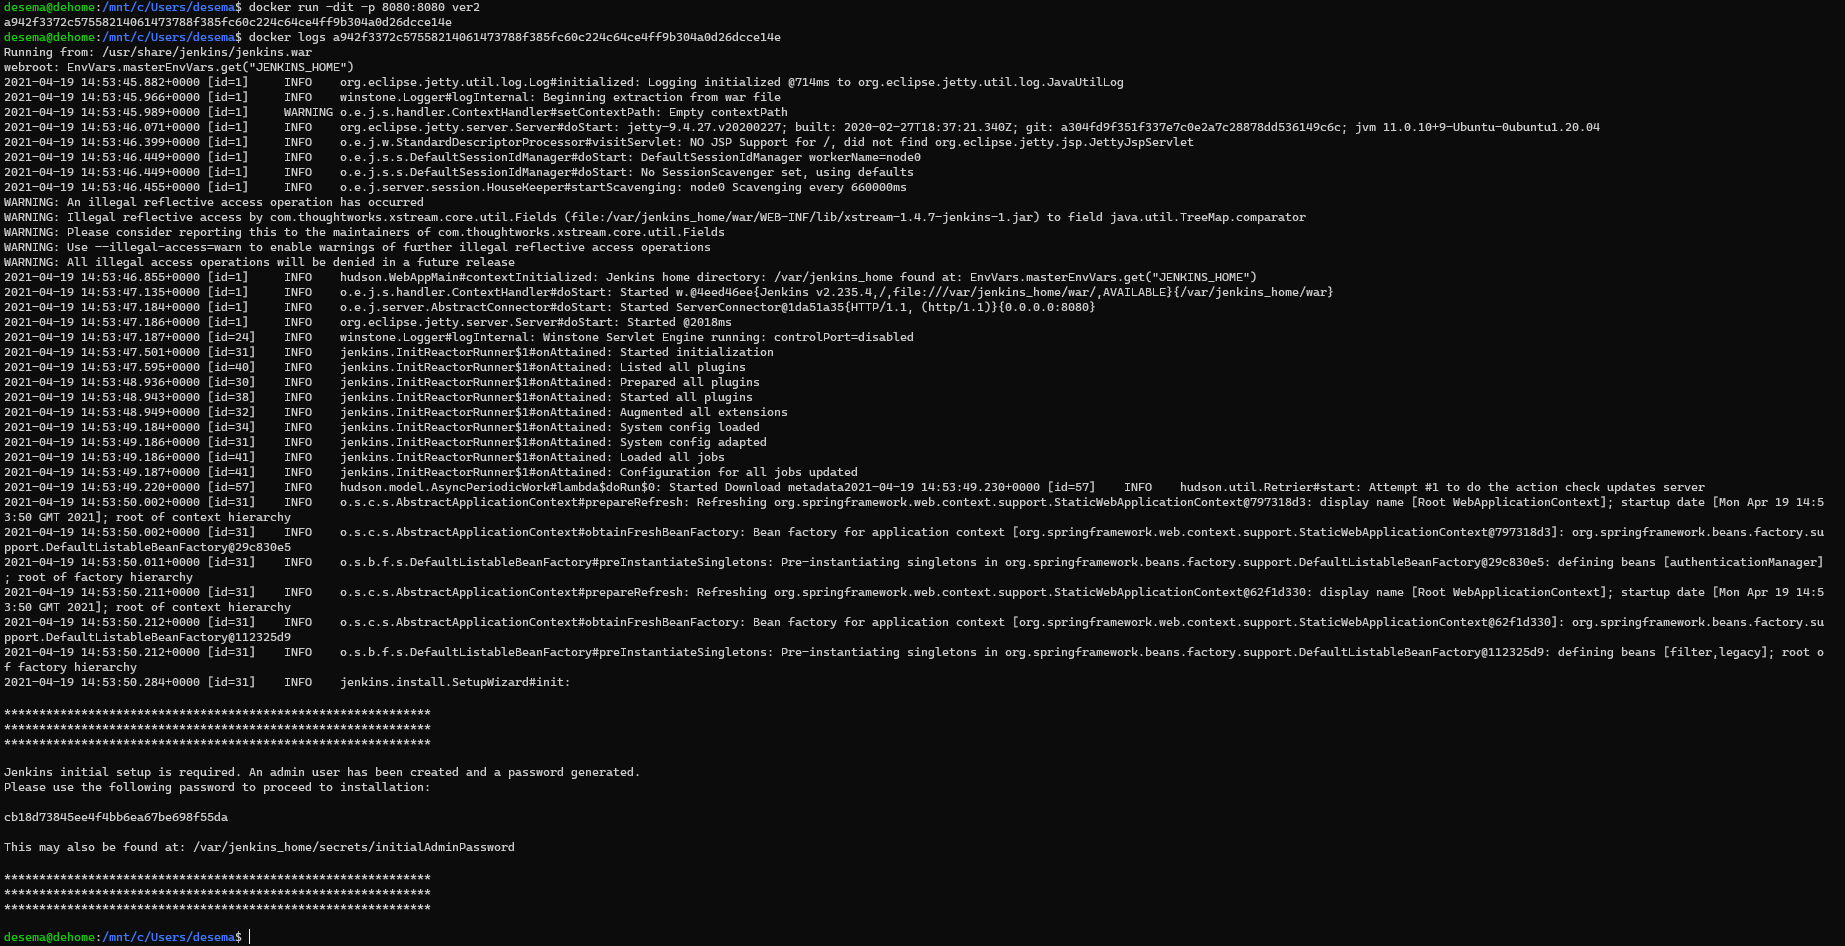 desema@dehome:/mnt/c/Users/desema$ docker run -dit -p 8080:8080 ver2
a942f3372c57558214061473788f385fc60c224c64ce4ff9b304a0d26dcce14e
desema@dehome:/mnt/c/Users/desema$ docker logs a942f3372c57558214061473788f385fc60c224c64ce4ff9b304a0d26dcce14e
Running from: /usr/share/jenkins/jenkins.war
webroot: EnvVars.masterEnvVars.get("JENKINS_HOME")
2021-04-19 14:53:45.882+0000 [id=1]     INFO    org.eclipse.jetty.util.log.Log#initialized: Logging initialized @714ms to org.eclipse.jetty.util.log.JavaUtilLog
2021-04-19 14:53:45.966+0000 [id=1]     INFO    winstone.Logger#logInternal: Beginning extraction from war file
2021-04-19 14:53:45.989+0000 [id=1]     WARNING o.e.j.s.handler.ContextHandler#setContextPath: Empty contextPath
2021-04-19 14:53:46.071+0000 [id=1]     INFO    org.eclipse.jetty.server.Server#doStart: jetty-9.4.27.v20200227; built: 2020-02-27T18:37:21.340Z; git: a304fd9f351f337e7c0e2a7c28878dd536149c6c; jvm 11.0.10+9-Ubuntu-0ubuntu1.20.04
2021-04-19 14:53:46.399+0000 [id=1]     INFO    o.e.j.w.StandardDescriptorProcessor#visitServlet: NO JSP Support for /, did not find org.eclipse.jetty.jsp.JettyJspServlet
2021-04-19 14:53:46.449+0000 [id=1]     INFO    o.e.j.s.s.DefaultSessionIdManager#doStart: DefaultSessionIdManager workerName=node0
2021-04-19 14:53:46.449+0000 [id=1]     INFO    o.e.j.s.s.DefaultSessionIdManager#doStart: No SessionScavenger set, using defaults
2021-04-19 14:53:46.455+0000 [id=1]     INFO    o.e.j.server.session.HouseKeeper#startScavenging: node0 Scavenging every 660000ms
WARNING: An illegal reflective access operation has occurred
WARNING: Illegal reflective access by com.thoughtworks.xstream.core.util.Fields (file:/var/jenkins_home/war/WEB-INF/lib/xstream-1.4.7-jenkins-1.jar) to field java.util.TreeMap.comparator
WARNING: Please consider reporting this to the maintainers of com.thoughtworks.xstream.core.util.Fields
WARNING: Use --illegal-access=warn to enable warnings of further illegal reflective access operations
WARNING: All illegal access operations will be denied in a future release
2021-04-19 14:53:46.855+0000 [id=1]     INFO    hudson.WebAppMain#contextInitialized: Jenkins home directory: /var/jenkins_home found at: EnvVars.masterEnvVars.get("JENKINS_HOME")
2021-04-19 14:53:47.135+0000 [id=1]     INFO    o.e.j.s.handler.ContextHandler#doStart: Started w.@4eed46ee{Jenkins v2.235.4,/,file:///var/jenkins_home/war/,AVAILABLE}{/var/jenkins_home/war}
2021-04-19 14:53:47.184+0000 [id=1]     INFO    o.e.j.server.AbstractConnector#doStart: Started ServerConnector@1da51a35{HTTP/1.1, (http/1.1)}{0.0.0.0:8080}
2021-04-19 14:53:47.186+0000 [id=1]     INFO    org.eclipse.jetty.server.Server#doStart: Started @2018ms
2021-04-19 14:53:47.187+0000 [id=24]    INFO    winstone.Logger#logInternal: Winstone Servlet Engine running: controlPort=disabled
2021-04-19 14:53:47.501+0000 [id=31]    INFO    jenkins.InitReactorRunner$1#onAttained: Started initialization
2021-04-19 14:53:47.595+0000 [id=40]    INFO    jenkins.InitReactorRunner$1#onAttained: Listed all plugins
2021-04-19 14:53:48.936+0000 [id=30]    INFO    jenkins.InitReactorRunner$1#onAttained: Prepared all plugins
2021-04-19 14:53:48.943+0000 [id=38]    INFO    jenkins.InitReactorRunner$1#onAttained: Started all plugins
2021-04-19 14:53:48.949+0000 [id=32]    INFO    jenkins.InitReactorRunner$1#onAttained: Augmented all extensions
2021-04-19 14:53:49.184+0000 [id=34]    INFO    jenkins.InitReactorRunner$1#onAttained: System config loaded
2021-04-19 14:53:49.186+0000 [id=31]    INFO    jenkins.InitReactorRunner$1#onAttained: System config adapted
2021-04-19 14:53:49.186+0000 [id=41]    INFO    jenkins.InitReactorRunner$1#onAttained: Loaded all jobs
2021-04-19 14:53:49.187+0000 [id=41]    INFO    jenkins.InitReactorRunner$1#onAttained: Configuration for all jobs updated
2021-04-19 14:53:49.220+0000 [id=57]    INFO    hudson.model.AsyncPeriodicWork#lambda$doRun$0: Started Download metadata2021-04-19 14:53:49.230+0000 [id=57]    INFO    hudson.util.Retrier#start: Attempt #1 to do the action check updates server
2021-04-19 14:53:50.002+0000 [id=31]    INFO    o.s.c.s.AbstractApplicationContext#prepareRefresh: Refreshing org.springframework.web.context.support.StaticWebApplicationContext@797318d3: display name [Root WebApplicationContext]; startup date [Mon Apr 19 14:5
3:50 GMT 2021]; root of context hierarchy
2021-04-19 14:53:50.002+0000 [id=31]    INFO    o.s.c.s.AbstractApplicationContext#obtainFreshBeanFactory: Bean factory for application context [org.springframework.web.context.support.StaticWebApplicationContext@797318d3]: org.springframework.beans.factory.su
pport.DefaultListableBeanFactory@29c830e5
2021-04-19 14:53:50.011+0000 [id=31]    INFO    o.s.b.f.s.DefaultListableBeanFactory#preInstantiateSingletons: Pre-instantiating singletons in org.springframework.beans.factory.support.DefaultListableBeanFactory@29c830e5: defining beans [authenticationManager]
; root of factory hierarchy
2021-04-19 14:53:50.211+0000 [id=31]    INFO    o.s.c.s.AbstractApplicationContext#prepareRefresh: Refreshing org.springframework.web.context.support.StaticWebApplicationContext@62f1d330: display name [Root WebApplicationContext]; startup date [Mon Apr 19 14:5
3:50 GMT 2021]; root of context hierarchy
2021-04-19 14:53:50.212+0000 [id=31]    INFO    o.s.c.s.AbstractApplicationContext#obtainFreshBeanFactory: Bean factory for application context [org.springframework.web.context.support.StaticWebApplicationContext@62f1d330]: org.springframework.beans.factory.su
pport.DefaultListableBeanFactory@112325d9
2021-04-19 14:53:50.212+0000 [id=31]    INFO    o.s.b.f.s.DefaultListableBeanFactory#preInstantiateSingletons: Pre-instantiating singletons in org.springframework.beans.factory.support.DefaultListableBeanFactory@112325d9: defining beans [filter,legacy]; root o
f factory hierarchy
2021-04-19 14:53:50.284+0000 [id=31]    INFO    jenkins.install.SetupWizard#init:

*************************************************************
*************************************************************
*************************************************************

Jenkins initial setup is required. An admin user has been created and a password generated.
Please use the following password to proceed to installation:

cb18d73845ee4f4bb6ea67be698f55da

This may also be found at: /var/jenkins_home/secrets/initialAdminPassword

*************************************************************
*************************************************************
*************************************************************

desema@dehome:/mnt/c/Users/desema$